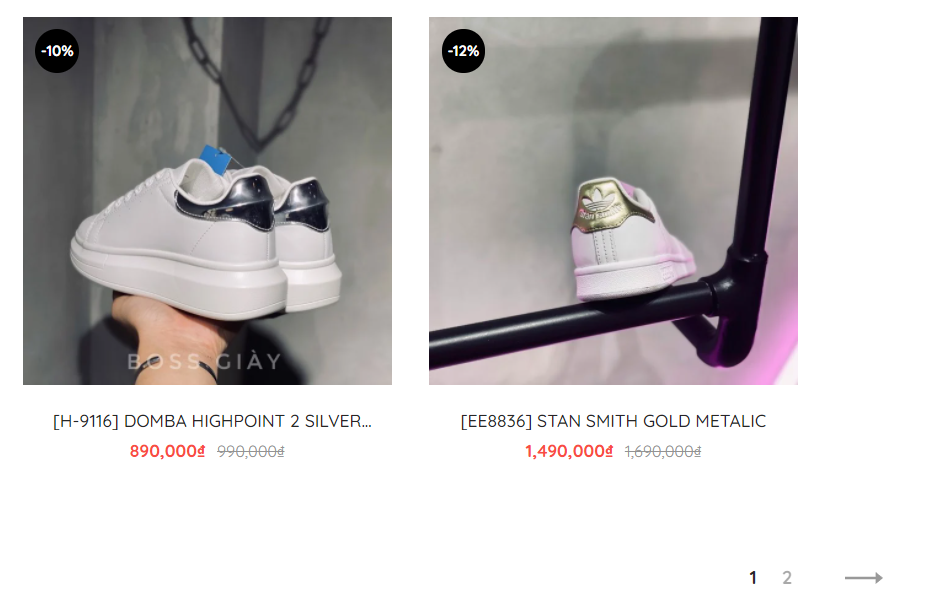 -10%
-12%
BOSS GIÀY
[H-9116] DOMBA HIGHPOINT 2 SILVER...
890,000₫ 990,000₫
[EE8836] STAN SMITH GOLD METALIC
1,490,000₫ 1,690,000₫
1 2